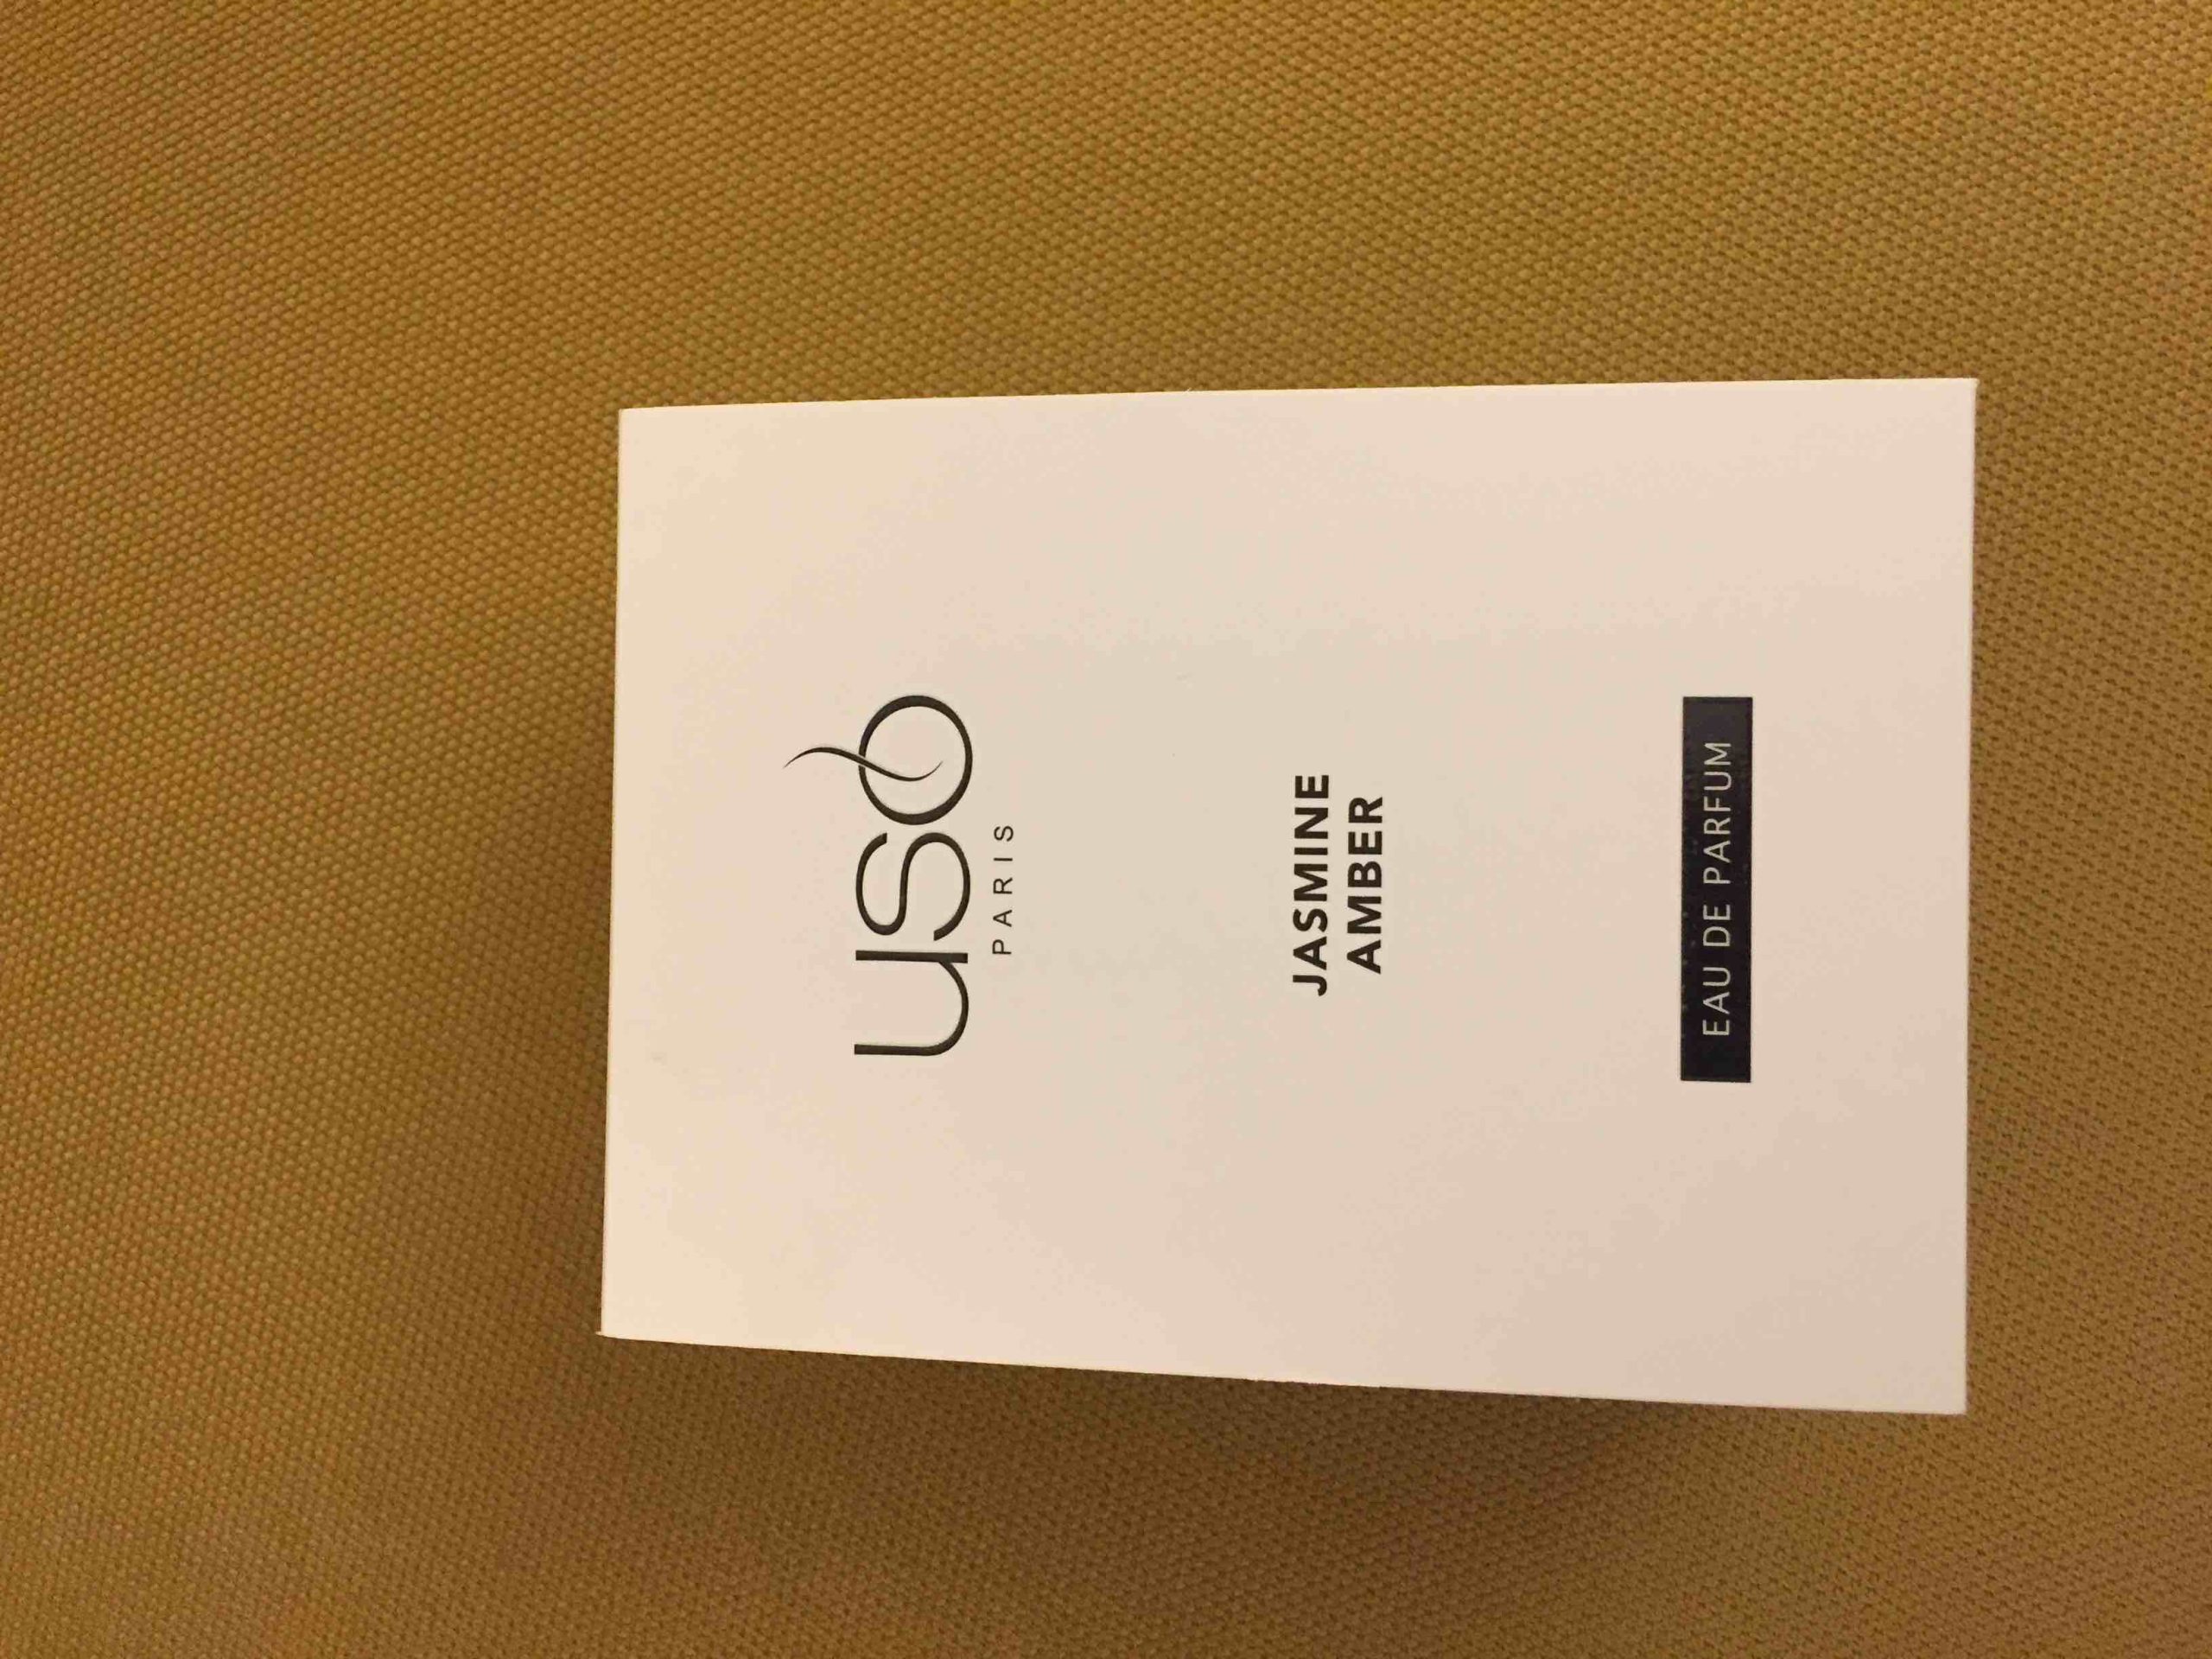 uso
PARIS
JASMINE
AMBER
EAU DE PARFUM